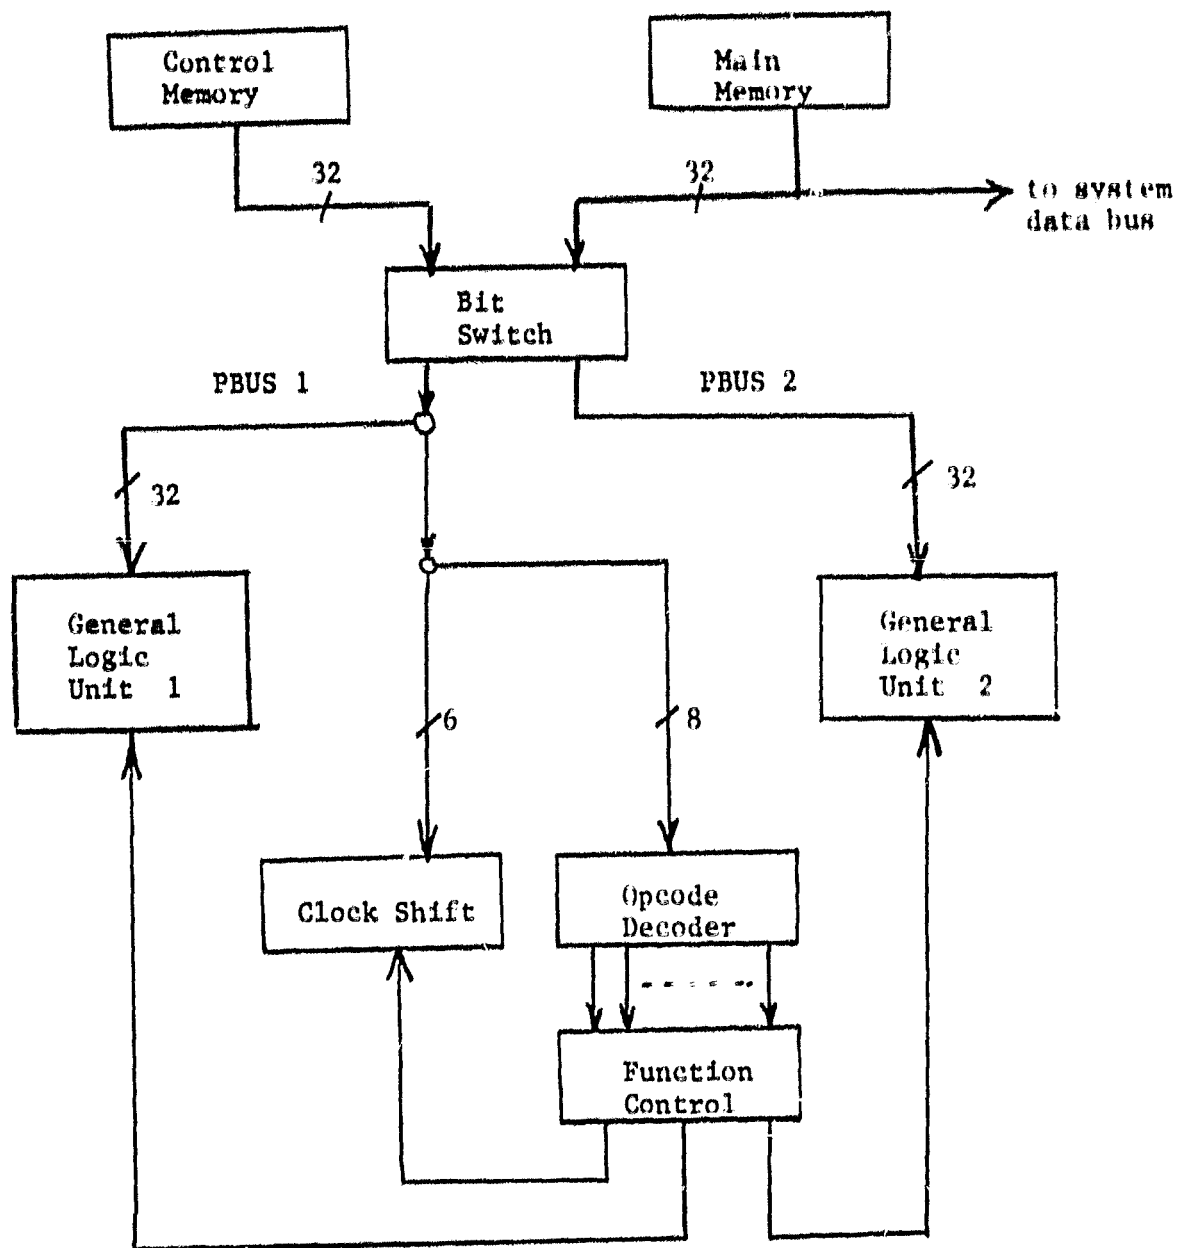 Control
Memory
Main
Memory
32
32
to system
data bus
Bit
Switch
PBUS 1
PBUS 2
32
32
General
Logic
Unit 1
General
Logic
Unit 2
6
8
Clock Shift
Opcode
Decoder
Function
Control